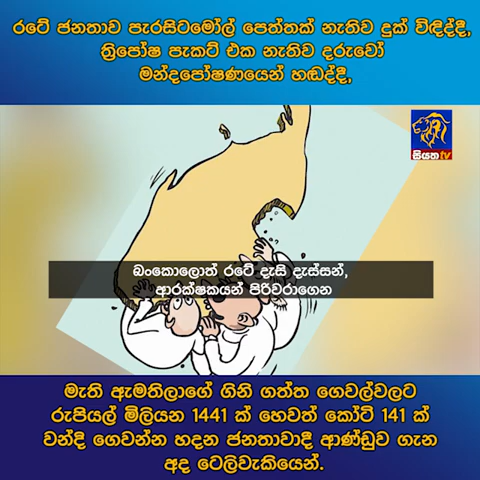 රටේ ජනතාව පැරසිටමෝල් පෙත්තක් නැතිව දුක් විඳිද්දී,
ත්‍රිපෝෂ පැකට් එක නැතිව දරුවෝ
මන්දපෝෂණයෙන් හඬද්දී,
සියත tv
බංකොලොත් රටේ දැසි දැස්සන්,
ආරක්ෂකයන් පිරිවරාගෙන
මැති ඇමතිලාගේ ගිනි ගත්ත ගෙවල්වලට
රුපියල් මිලියන 1441 ක් හෙවත් කෝටි 141 ක්
වන්දි ගෙවන්න හදන ජනතාවාදී ආණ්ඩුව ගැන
අද ටෙලිවැකියෙන්.